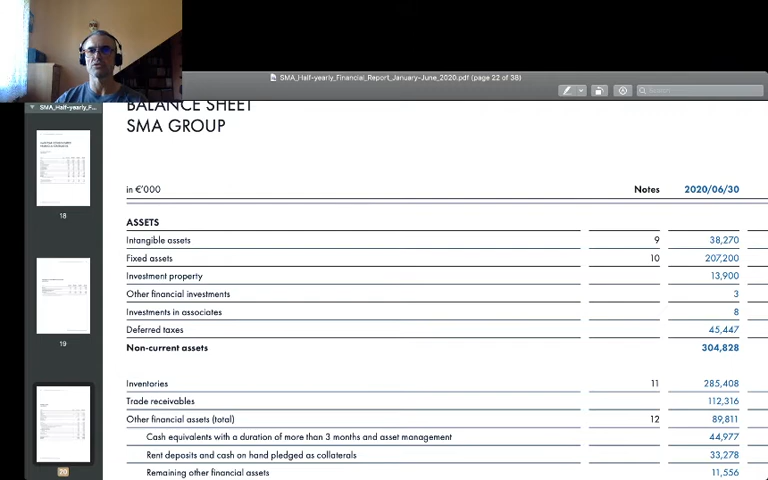 SMA_Half-yearly_Financial_Report_January-June_2020.pdf (page 22 of 38)
Search
SMA_Half-yearly_F...
18
19
20
BALANCE SHEET
SMA GROUP
in €'000 Notes 2020/06/30
ASSETS
Intangible assets 9 38,270
Fixed assets 10 207,200
Investment property 13,900
Other financial investments 3
Investments in associates 8
Deferred taxes 45,447
Non-current assets 304,828
Inventories 11 285,408
Trade receivables 112,316
Other financial assets (total) 12 89,811
Cash equivalents with a duration of more than 3 months and asset management 44,977
Rent deposits and cash on hand pledged as collaterals 33,278
Remaining other financial assets 11,556